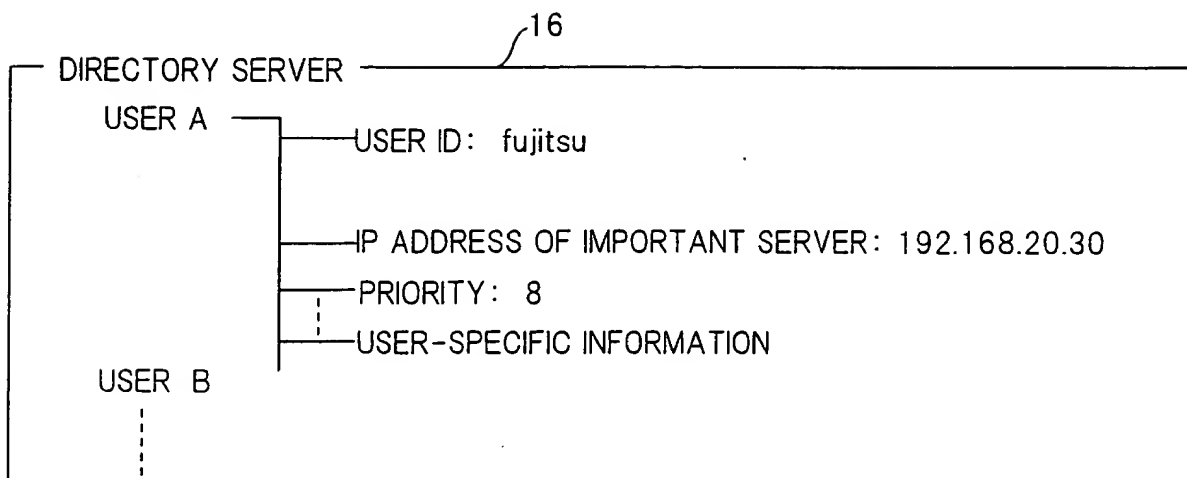 16
DIRECTORY SERVER
USER A
USER ID: fujitsu
IP ADDRESS OF IMPORTANT SERVER: 192.168.20.30
PRIORITY: 8
USER-SPECIFIC INFORMATION
USER B